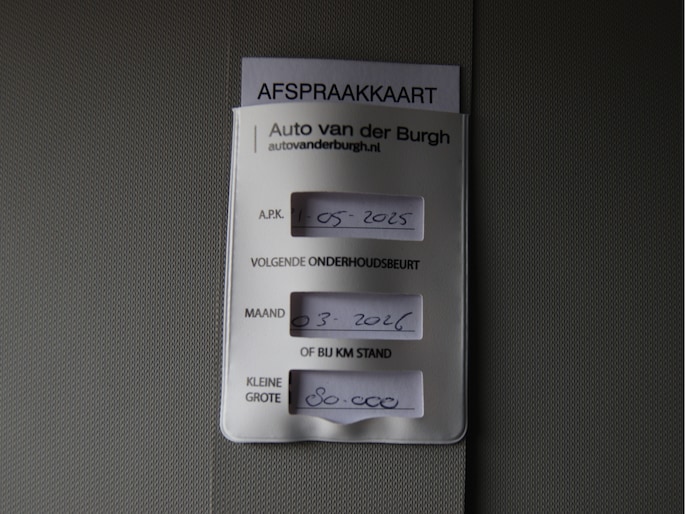 AFSPRAAKKAART
Auto van der Burgh
autovanderburgh.nl
A.P.K. 1-05-2025
VOLGENDE ONDERHOUDSBEURT
MAAND 03-2026
OF BIJ KM STAND
KLEINE
GROTE 80.000